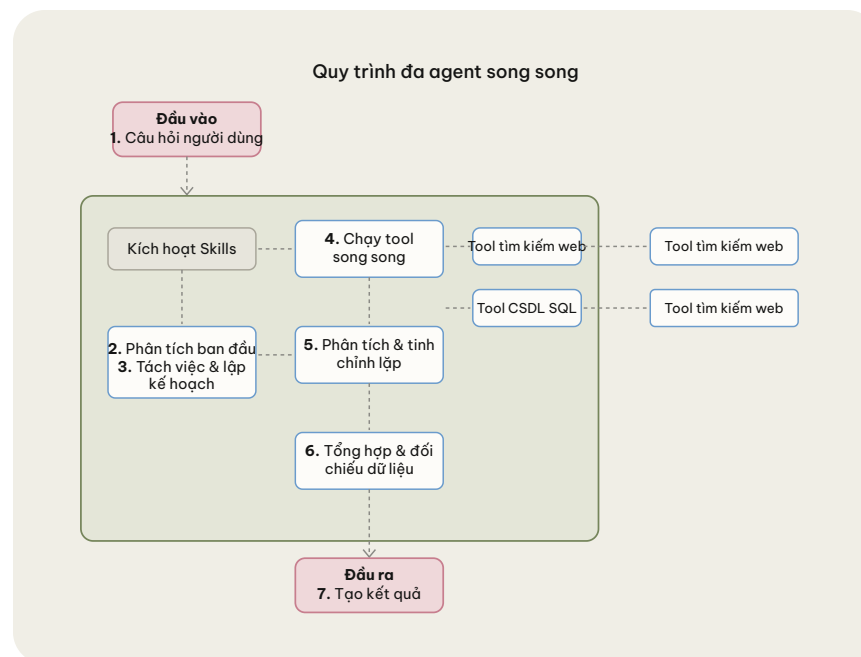 Quy trình đa agent song song
Đầu vào
1. Câu hỏi người dùng
Kích hoạt Skills
4. Chạy tool
song song
Tool tìm kiếm web
Tool tìm kiếm web
Tool CSDL SQL
Tool tìm kiếm web
2. Phân tích ban đầu
3. Tách việc & lập
kế hoạch
5. Phân tích & tinh
chỉnh lặp
6. Tổng hợp & đối
chiếu dữ liệu
Đầu ra
7. Tạo kết quả